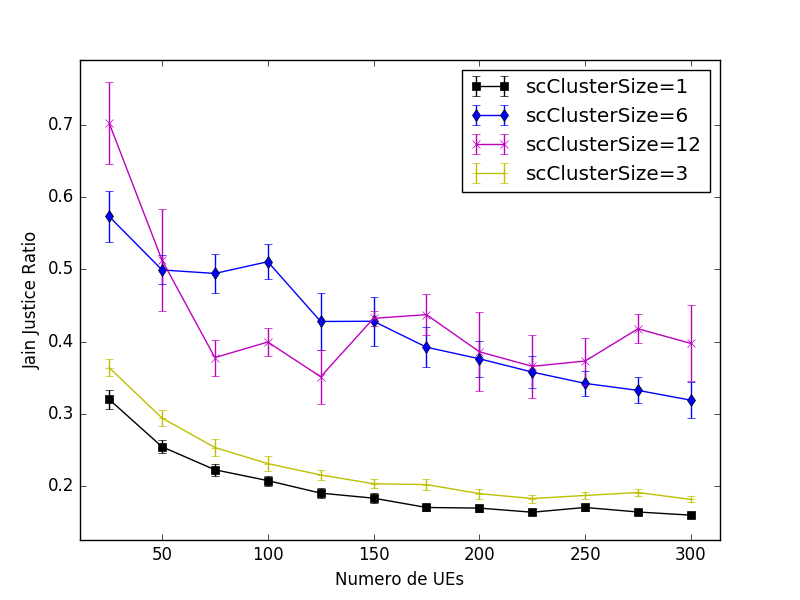 scClusterSize=1
scClusterSize=6
scClusterSize=12
scClusterSize=3
0.7
0.6
0.5
0.4
0.3
0.2
Jain Justice Ratio
50 100 150 200 250 300
Numero de UEs